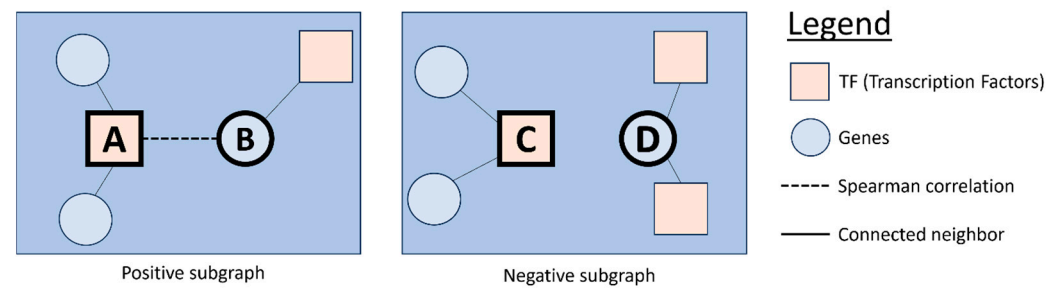 A
B
Positive subgraph
C
D
Negative subgraph
Legend
TF (Transcription Factors)
Genes
Spearman correlation
Connected neighbor